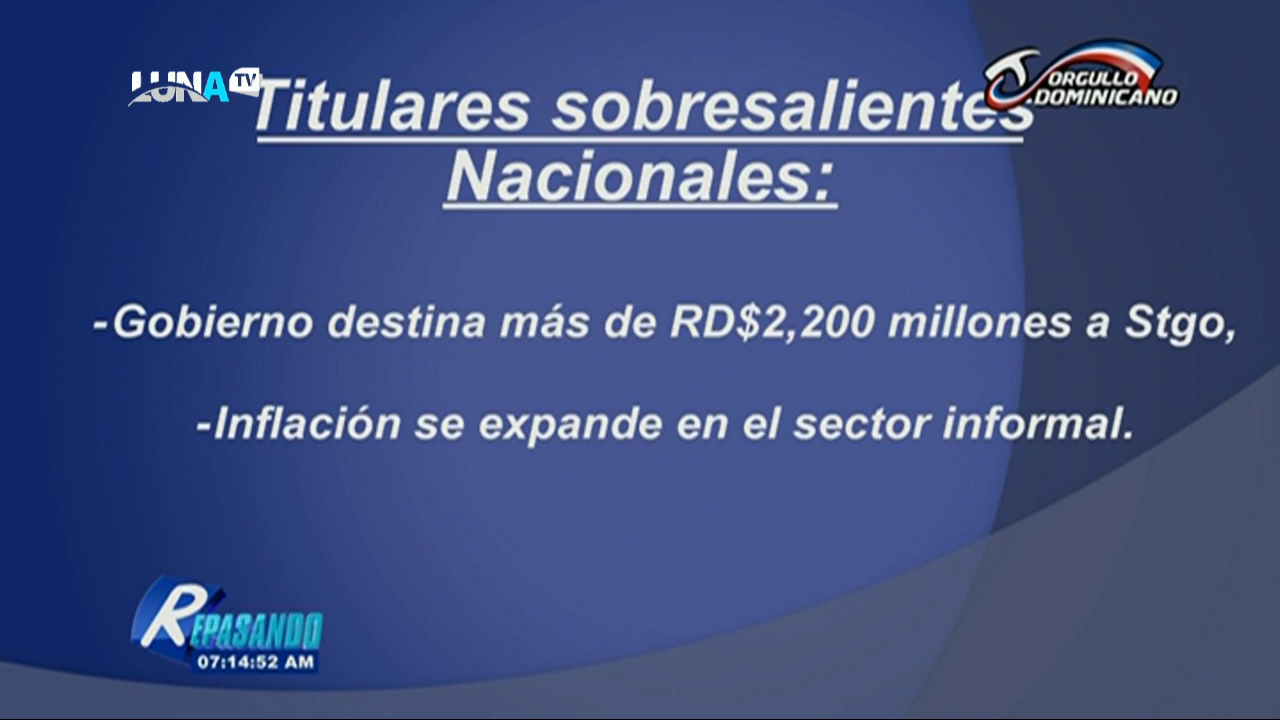 LUNA TV
ORGULLO
DOMINICANO
Titulares sobresalientes
Nacionales:
-Gobierno destina más de RD$2,200 millones a Stgo,
-Inflación se expande en el sector informal.
REPASANDO
07:14:52 AM